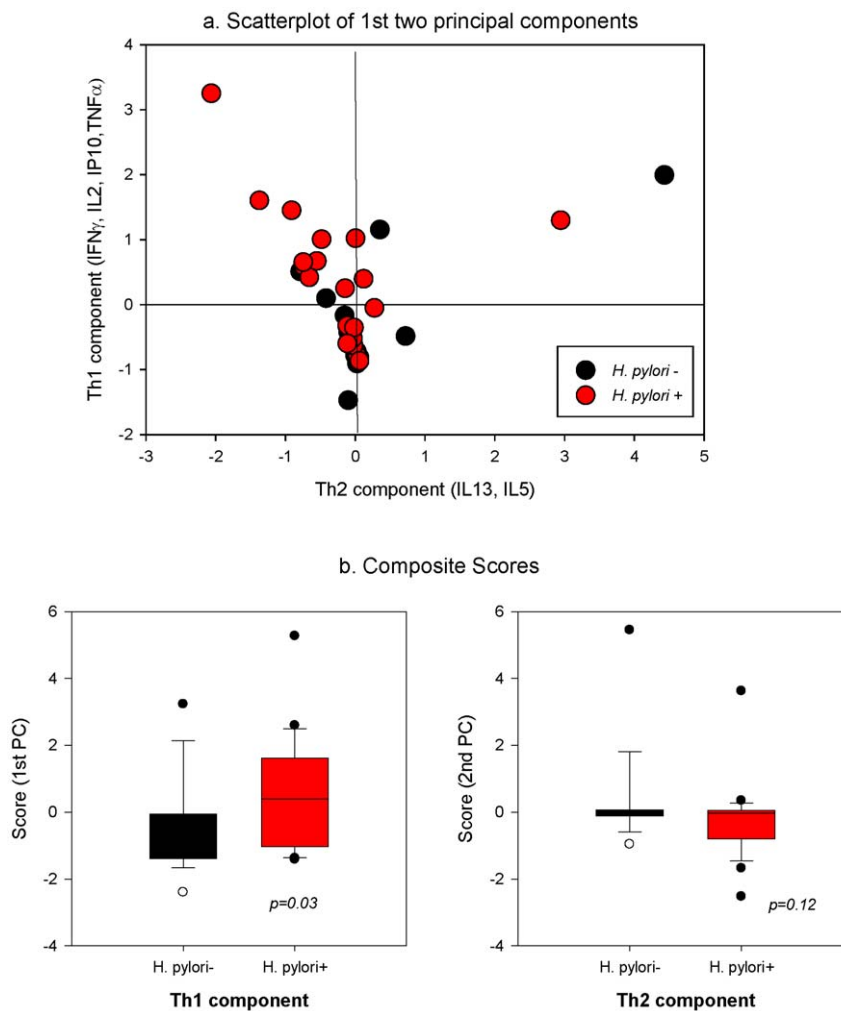 a. Scatterplot of 1st two principal components
Th1 component (IFNγ, IL2, IP10,TNFα)
4
3
2
1
0
-1
-2
-3 -2 -1 0 1 2 3 4 5
H. pylori -
H. pylori +
Th2 component (IL13, IL5)
b. Composite Scores
Score (1st PC)
6
4
2
0
-2
-4
p=0.03
H. pylori- H. pylori+
Th1 component
Score (2nd PC)
6
4
2
0
-2
-4
p=0.12
H. pylori- H. pylori+
Th2 component